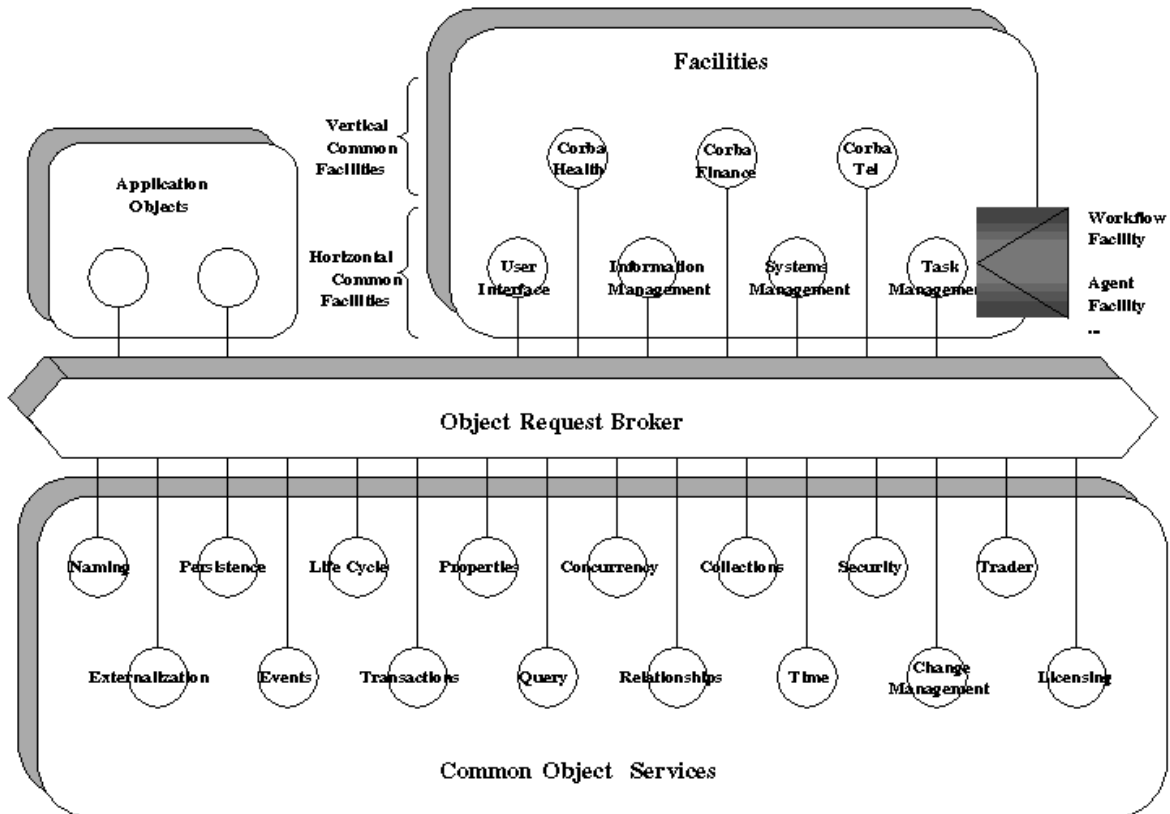 Facilities
Vertical
Common
Facilities
Corba
Health
Corba
Finance
Corba
Tel
Application
Objects
Horizontal
Common
Facilities
User
Interface
Information
Management
Systems
Management
Task
Management
Workflow
Facility
Agent
Facility
...
Object Request Broker
Naming
Persistence
Life Cycle
Properties
Concurrency
Collections
Security
Trader
Externalization
Events
Transactions
Query
Relationships
Time
Change
Management
Licensing
Common Object Services